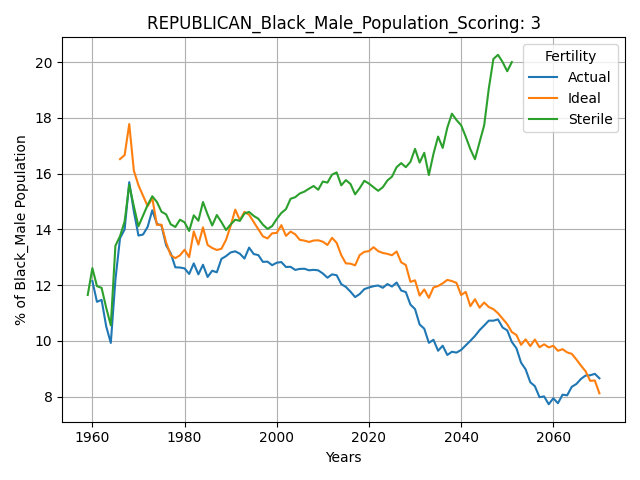 REPUBLICAN_Black_Male_Population_Scoring: 3
Fertility
Actual
Ideal
Sterile
% of Black_Male Population
20
18
16
14
12
10
8
1960 1980 2000 2020 2040 2060
Years